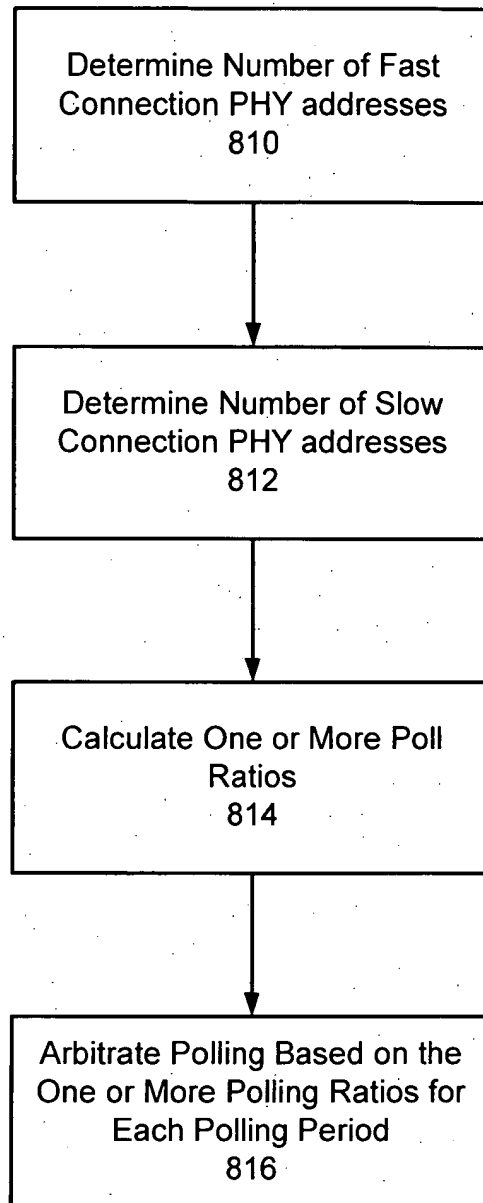 Determine Number of Fast
Connection PHY addresses
810
Determine Number of Slow
Connection PHY addresses
812
Calculate One or More Poll
Ratios
814
Arbitrate Polling Based on the
One or More Polling Ratios for
Each Polling Period
816